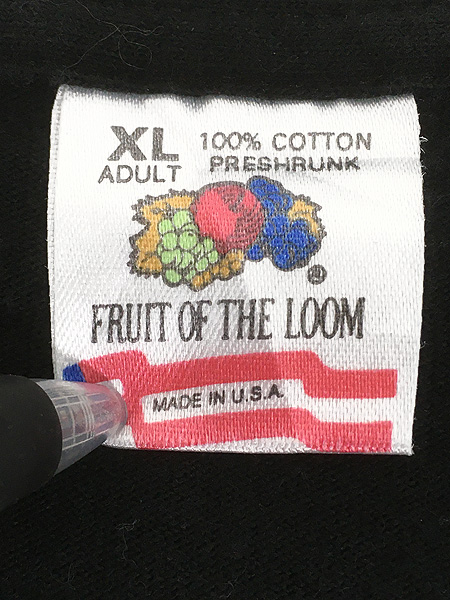 XL
ADULT
100% COTTON
PRESHRUNK
®
FRUIT OF THE LOOM
MADE IN U.S.A.